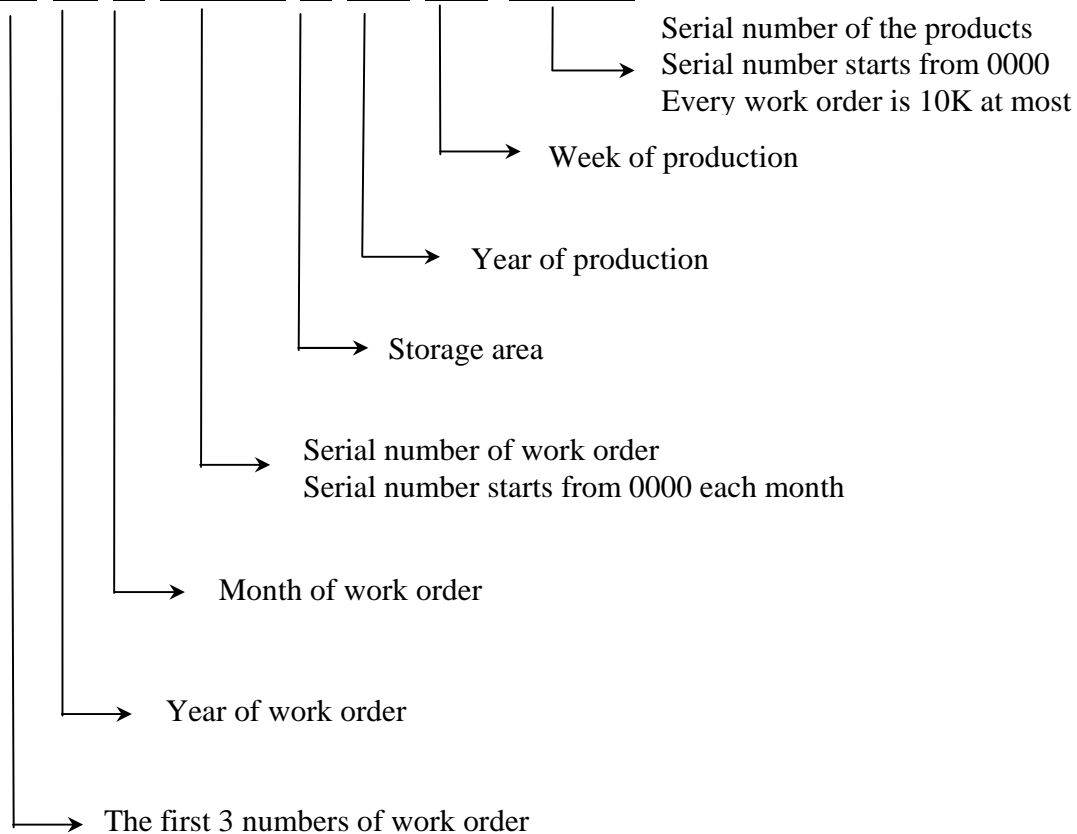 Serial number of the products
Serial number starts from 0000
Every work order is 10K at most
Week of production
Year of production
Storage area
Serial number of work order
Serial number starts from 0000 each month
Month of work order
Year of work order
The first 3 numbers of work order